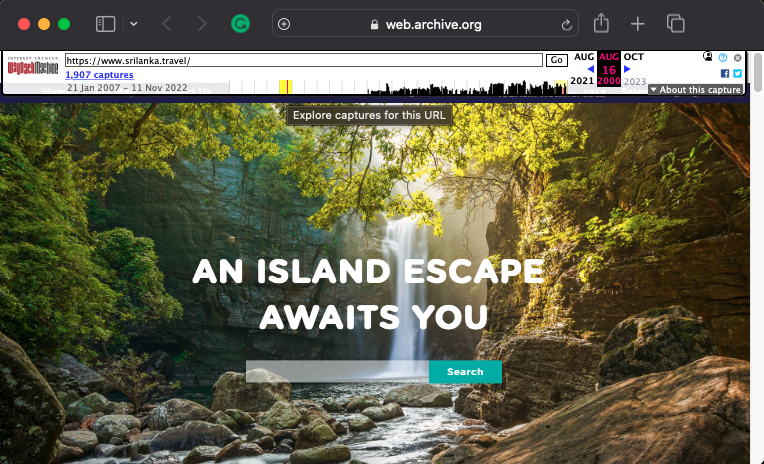 web.archive.org
INTERNET ARCHIVE
WaybackMachine
https://www.srilanka.travel/
Go
1,907 captures
21 Jan 2007 – 11 Nov 2022
AUG AUG OCT
16
2021 2000 2023
About this capture
Explore captures for this URL
AN ISLAND ESCAPE
AWAITS YOU
Search